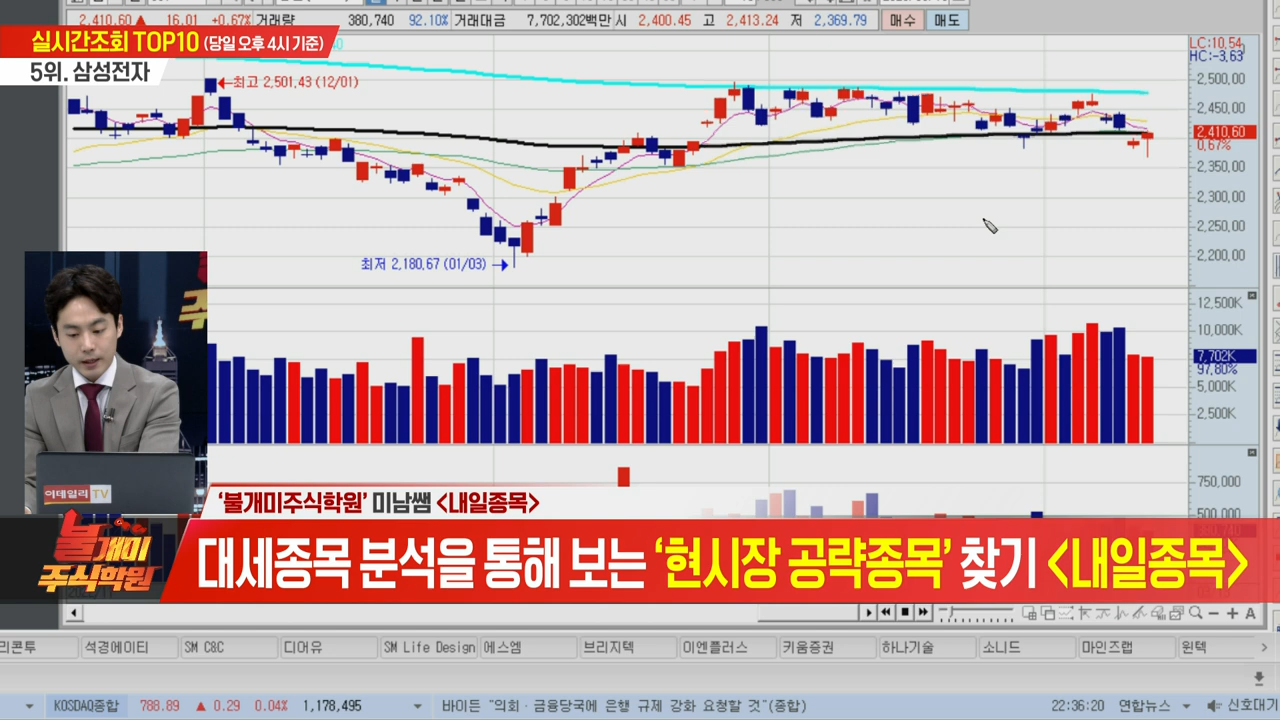 2,410.60 ▲ 16.01 +0.67% 거래량 380,740 92.10% 거래대금 7,702,302백만 시 2,400.45 고 2,413.24 저 2,369.79 매수 매도
실시간조회 TOP10 (당일 오후 4시 기준)
5위. 삼성전자
LC:10,54
HC:-3,63
←최고 2,501,43 (12/01)
최저 2,180,67 (01/03) →
2,500,00
2,450,00
2,410,60
0,67%
2,350,00
2,300,00
2,250,00
2,200,00
12,500K
10,000K
7,702K
97,80%
5,000K
2,500K
750,000
500,000
이데일리 TV
'불개미주식학원' 미남쌤 <내일종목>
불개미
주식학원
대세종목 분석을 통해 보는 '현시장 공략종목' 찾기 <내일종목>
A
리콘투 석경에이티 SM C&C 디어유 SM Life Design 에스엠 브리지텍 이엔플러스 키움증권 하나기술 소니드 마인즈랩 윈텍
KOSDAQ종합 788.89 ▲ 0.29 0.04% 1,178,495 바이든 "의회·금융당국에 은행 규제 강화 요청할 것"(종합) 22:36:20 연합뉴스 신호대기